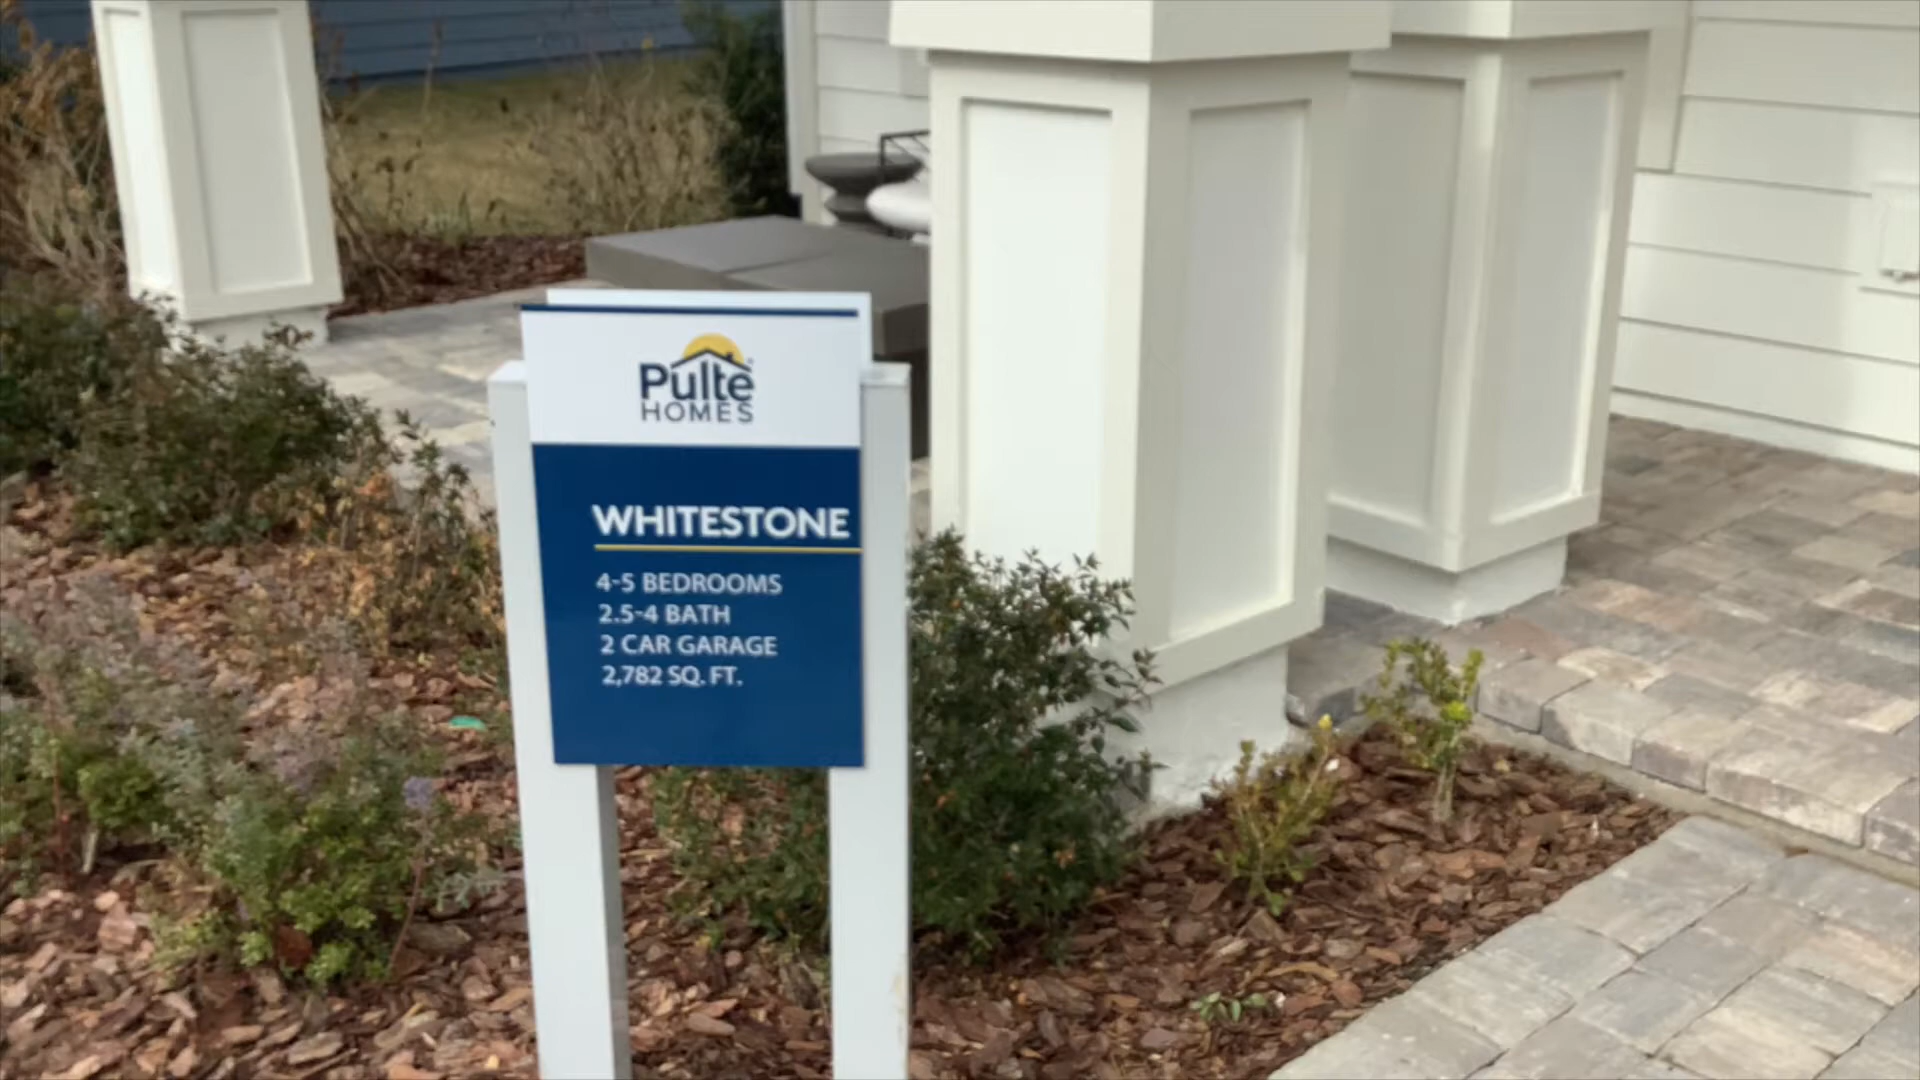 Pulte
HOMES
WHITESTONE
4-5 BEDROOMS
2.5-4 BATH
2 CAR GARAGE
2,782 SQ. FT.